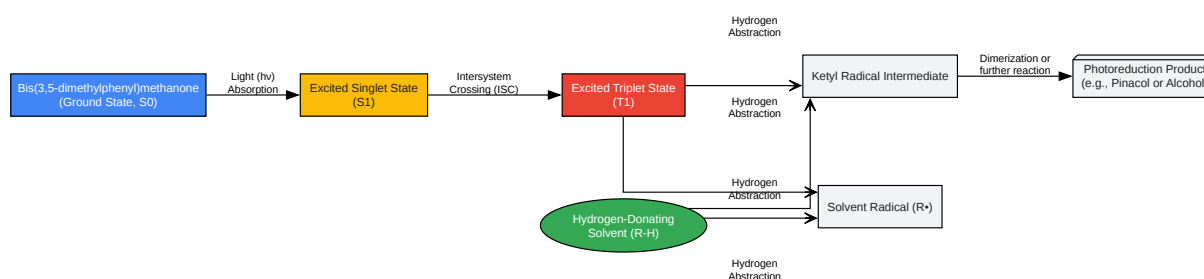 Hydrogen
Abstraction
Bis(3,5-dimethylphenyl)methanone
(Ground State, S0)
Light (hν)
Absorption
Excited Singlet State
(S1)
Intersystem
Crossing (ISC)
Excited Triplet State
(T1)
Hydrogen
Abstraction
Ketyl Radical Intermediate
Dimerization or
further reaction
Photoreduction Product
(e.g., Pinacol or Alcohol
Hydrogen
Abstraction
Hydrogen-Donating
Solvent (R-H)
Solvent Radical (R•)
Hydrogen
Abstraction